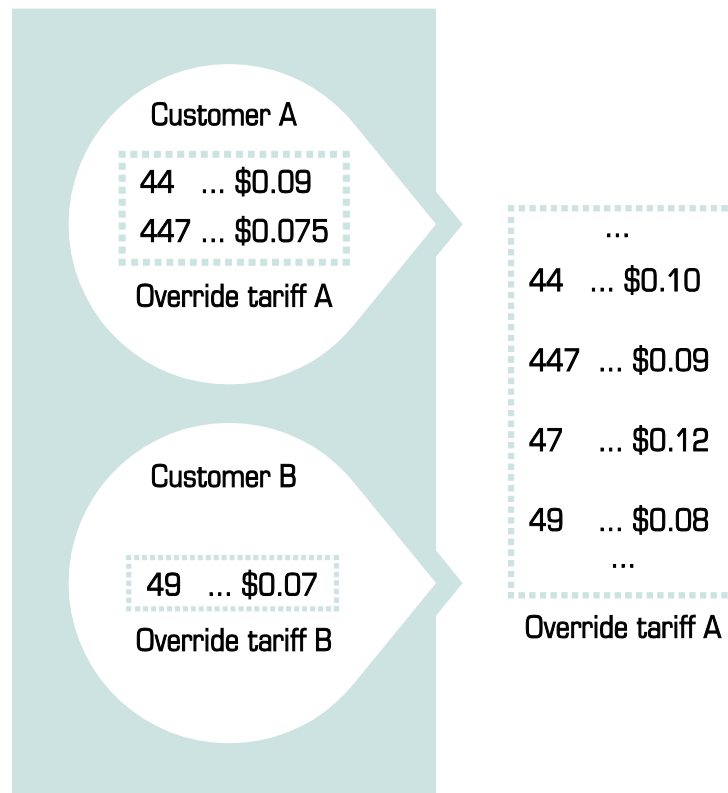 Customer A
44 ... $0.09
447 ... $0.075
Override tariff A
Customer B
49 ... $0.07
Override tariff B
...
44 ... $0.10
447 ... $0.09
47 ... $0.12
49 ... $0.08
...
Override tariff A